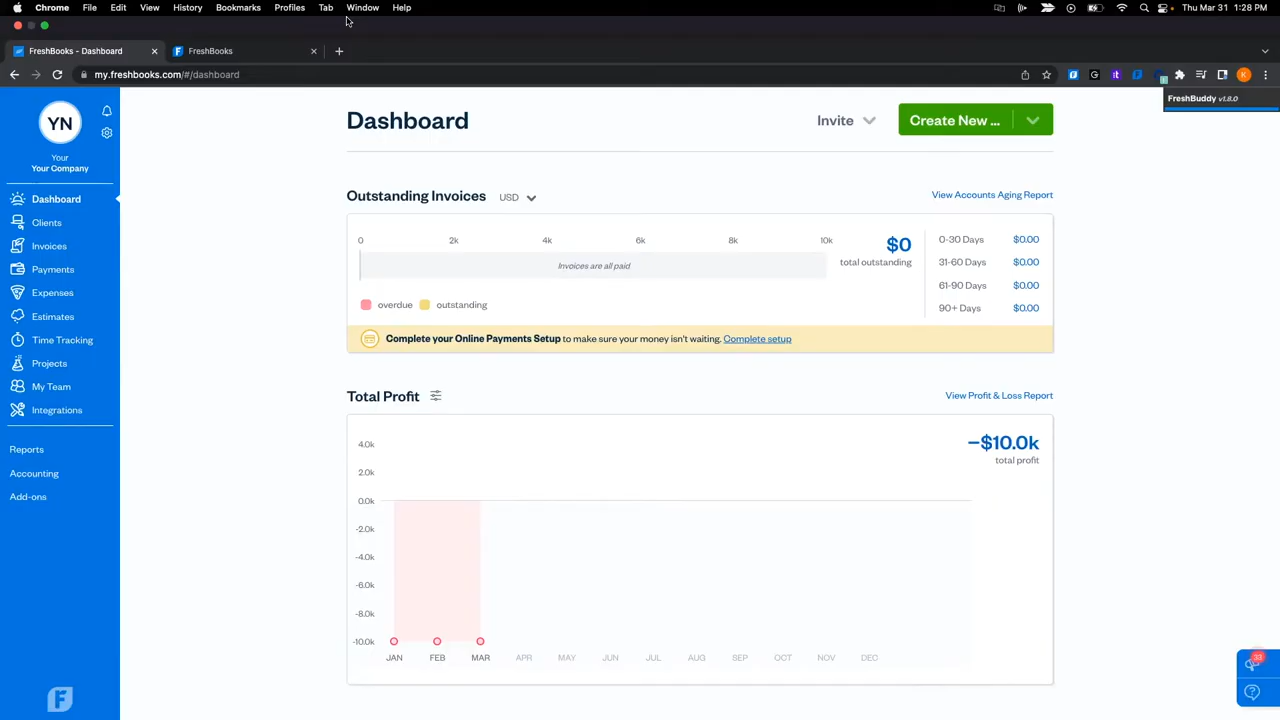 Chrome File Edit View History Bookmarks Profiles Tab Window Help Thu Mar 31 1:28 PM
FreshBooks - Dashboard FreshBooks
my.freshbooks.com/#/dashboard K
FreshBuddy v1.8.0
YN
Your
Your Company
Dashboard
Clients
Invoices
Payments
Expenses
Estimates
Time Tracking
Projects
My Team
Integrations
Reports
Accounting
Add-ons
Dashboard
Invite
Create New ...
Outstanding Invoices USD
View Accounts Aging Report
0 2k 4k 6k 8k 10k
Invoices are all paid
overdue outstanding
$0
total outstanding
0-30 Days $0.00
31-60 Days $0.00
61-90 Days $0.00
90+ Days $0.00
Complete your Online Payments Setup to make sure your money isn't waiting. Complete setup
Total Profit
View Profit & Loss Report
−$10.0k
total profit
4.0k
2.0k
0.0k
-2.0k
-4.0k
-6.0k
-8.0k
-10.0k
JAN FEB MAR APR MAY JUN JUL AUG SEP OCT NOV DEC
33